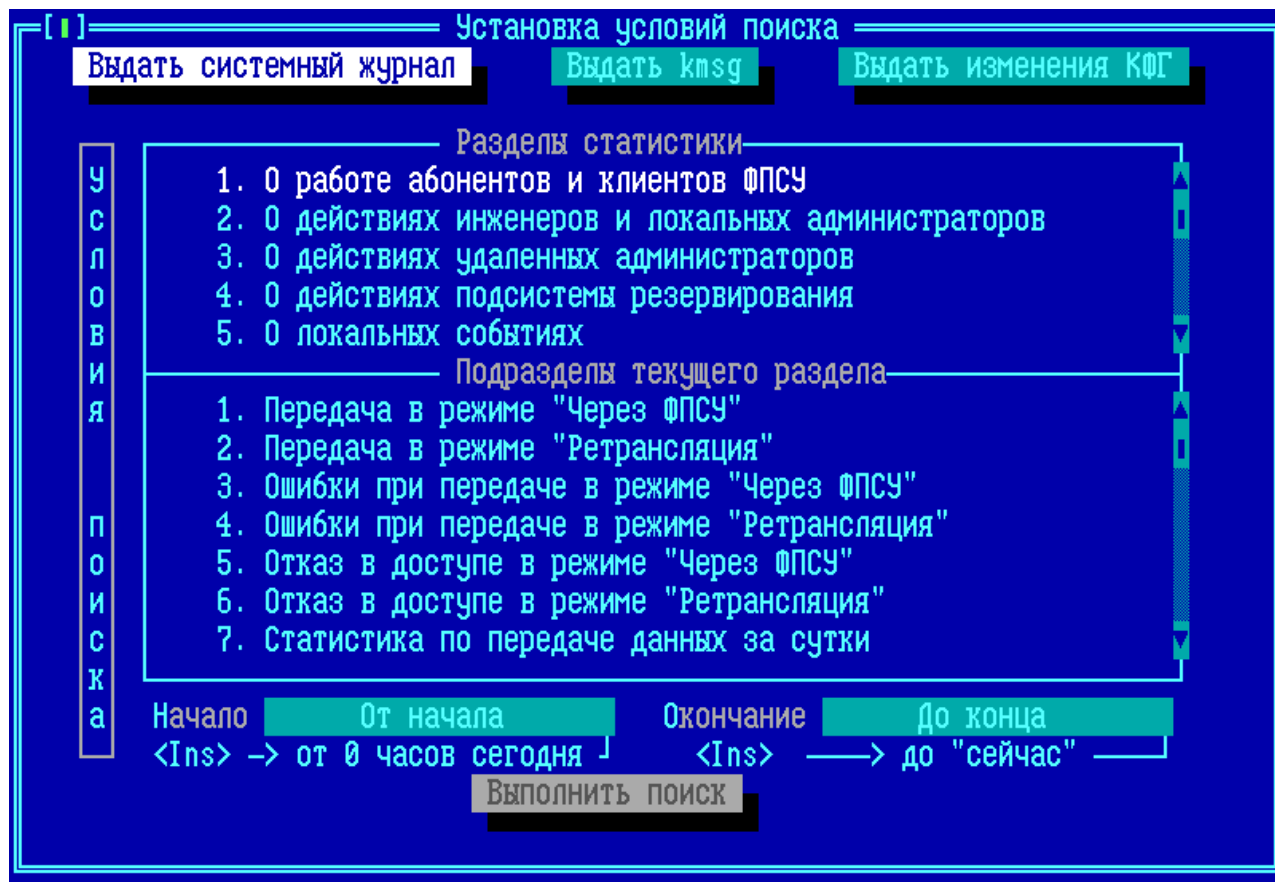 Установка условий поиска
Выдать системный журнал Выдать kmsg Выдать изменения КФГ
Разделы статистики
1. О работе абонентов и клиентов ФПСУ
2. О действиях инженеров и локальных администраторов
3. О действиях удаленных администраторов
4. О действиях подсистемы резервирования
5. О локальных событиях
Подразделы текущего раздела
1. Передача в режиме "Через ФПСУ"
2. Передача в режиме "Ретрансляция"
3. Ошибки при передаче в режиме "Через ФПСУ"
4. Ошибки при передаче в режиме "Ретрансляция"
5. Отказ в доступе в режиме "Через ФПСУ"
6. Отказ в доступе в режиме "Ретрансляция"
7. Статистика по передаче данных за сутки
Условия поиска
Начало От начала Окончание До конца
<Ins> —> от 0 часов сегодня <Ins> ——> до "сейчас"
Выполнить поиск